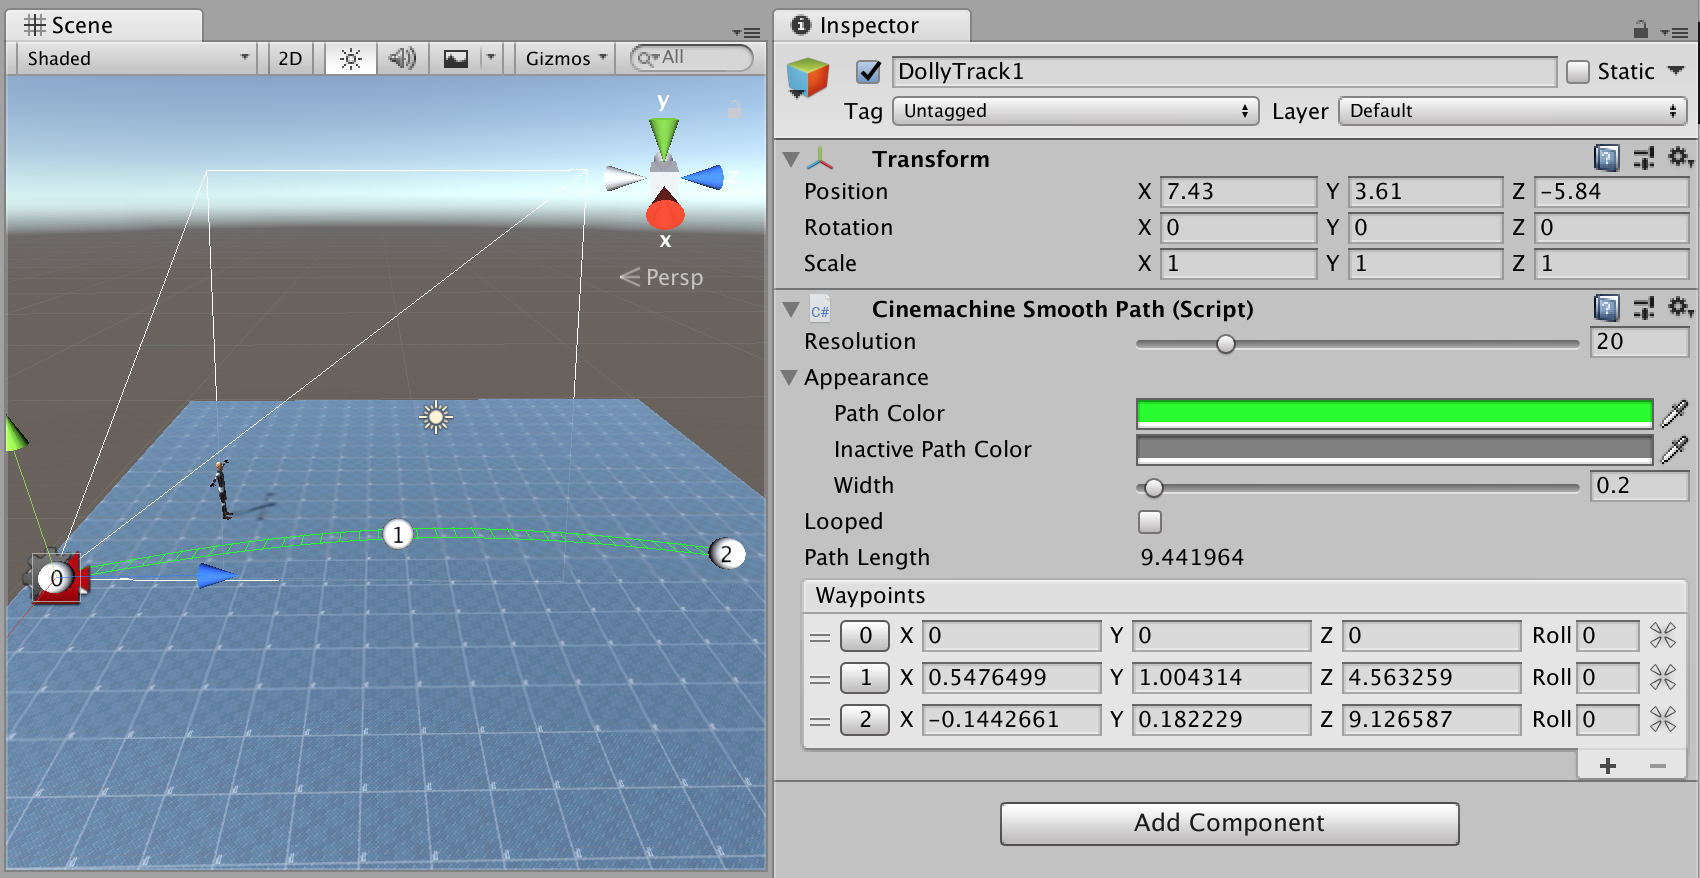 Scene
Shaded 2D Gizmos All
y
z
x
Persp
0
1
2
Inspector
DollyTrack1 Static
Tag Untagged Layer Default
Transform
Position X 7.43 Y 3.61 Z -5.84
Rotation X 0 Y 0 Z 0
Scale X 1 Y 1 Z 1
C# Cinemachine Smooth Path (Script)
Resolution 20
Appearance
Path Color
Inactive Path Color
Width 0.2
Looped
Path Length 9.441964
Waypoints
0 X 0 Y 0 Z 0 Roll 0
1 X 0.5476499 Y 1.004314 Z 4.563259 Roll 0
2 X -0.1442661 Y 0.182229 Z 9.126587 Roll 0
Add Component